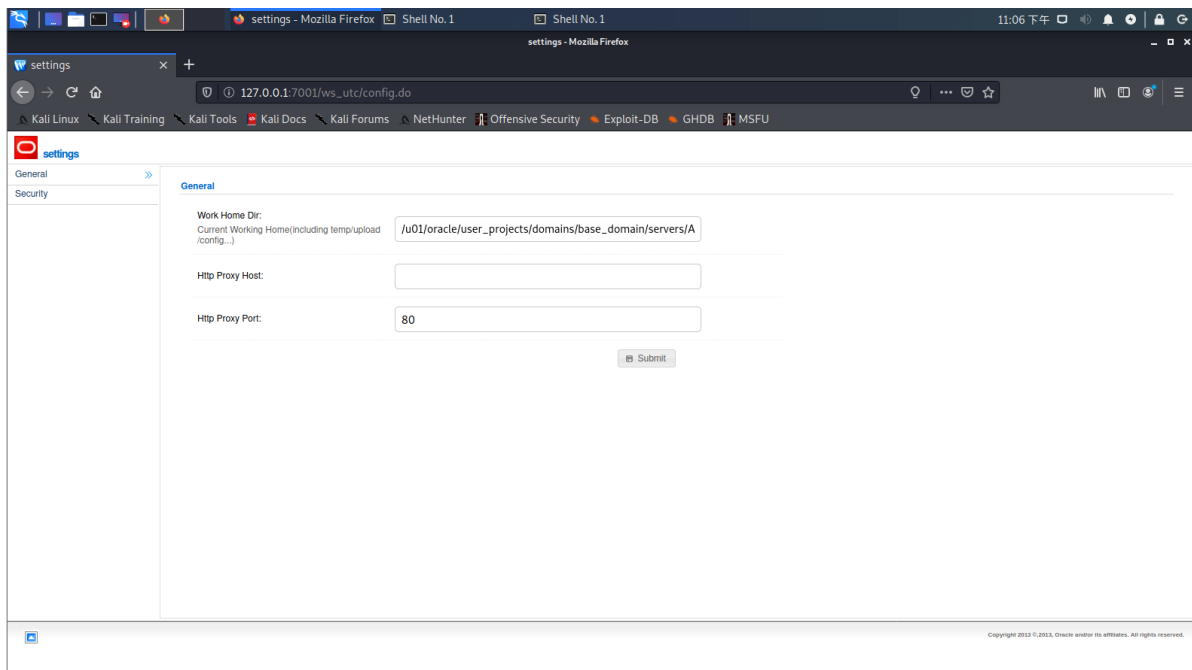 settings - Mozilla Firefox Shell No. 1 Shell No. 1 11:06 下午
settings - Mozilla Firefox
settings
127.0.0.1:7001/ws_utc/config.do
Kali Linux Kali Training Kali Tools Kali Docs Kali Forums NetHunter Offensive Security Exploit-DB GHDB MSFU
settings
General
Security
General
Work Home Dir:
Current Working Home(including temp/upload
/config...)
/u01/oracle/user_projects/domains/base_domain/servers/A
Http Proxy Host:
Http Proxy Port:
80
Submit
Copyright 2013 ©,2013, Oracle and/or its affiliates. All rights reserved.